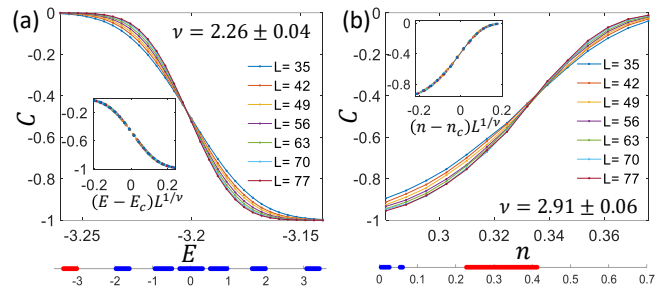 (a)
ν = 2.26 ± 0.04
0
-0.2
-0.4
-0.6
-0.8
-1
C
L= 35
L= 42
L= 49
L= 56
L= 63
L= 70
L= 77
0
-0.5
-1
-0.2 0 0.2
(E − E_c)L^{1/ν}
-3.25 -3.2 -3.15
E
-3 -2 -1 0 1 2 3
(b)
0
-0.2
-0.4
-0.6
-0.8
-1
C
0
-0.5
-0.2 0 0.2
(n − n_c)L^{1/ν}
L= 35
L= 42
L= 49
L= 56
L= 63
L= 70
L= 77
ν = 2.91 ± 0.06
0.3 0.35
n
0 0.1 0.2 0.3 0.4 0.5 0.6 0.7